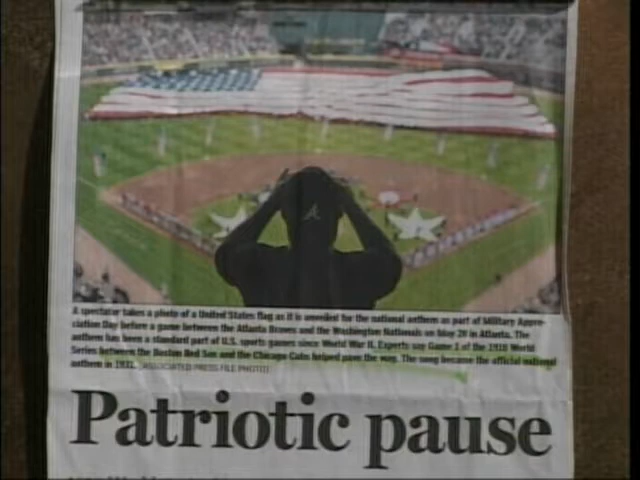 A spectator takes a photo of a United States flag as it is unveiled for the national anthem as part of Military Appre-
ciation Day before a game between the Atlanta Braves and the Washington Nationals on May 26 in Atlanta. The
anthem has been a standard part of U.S. sports games since World War II. Experts say Game 1 of the 1918 World
Series between the Boston Red Sox and the Chicago Cubs helped pave the way. The song became the official national
anthem in 1931. (ASSOCIATED PRESS FILE PHOTO)
Patriotic pause